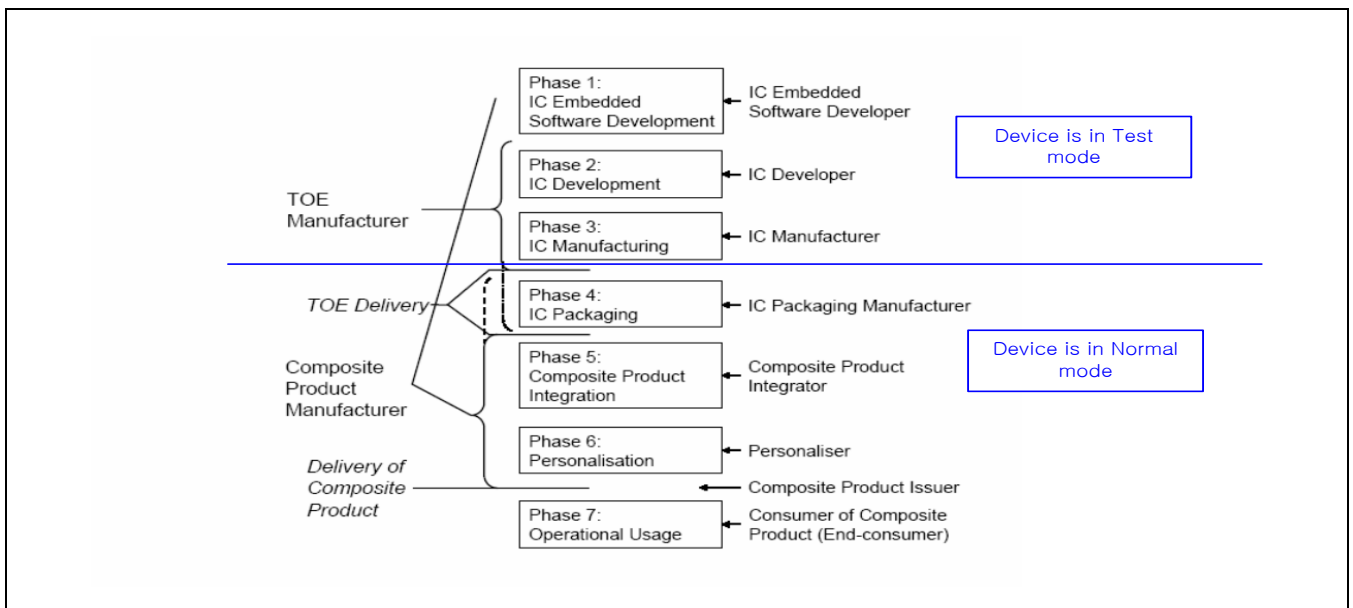 Phase 1:
IC Embedded
Software Development
IC Embedded
Software Developer
Device is in Test
mode
Phase 2:
IC Development
IC Developer
TOE
Manufacturer
Phase 3:
IC Manufacturing
IC Manufacturer
TOE Delivery
Phase 4:
IC Packaging
IC Packaging Manufacturer
Device is in Normal
mode
Composite
Product
Manufacturer
Phase 5:
Composite Product
Integration
Composite Product
Integrator
Phase 6:
Personalisation
Personaliser
Delivery of
Composite
Product
Composite Product Issuer
Phase 7:
Operational Usage
Consumer of Composite
Product (End-consumer)